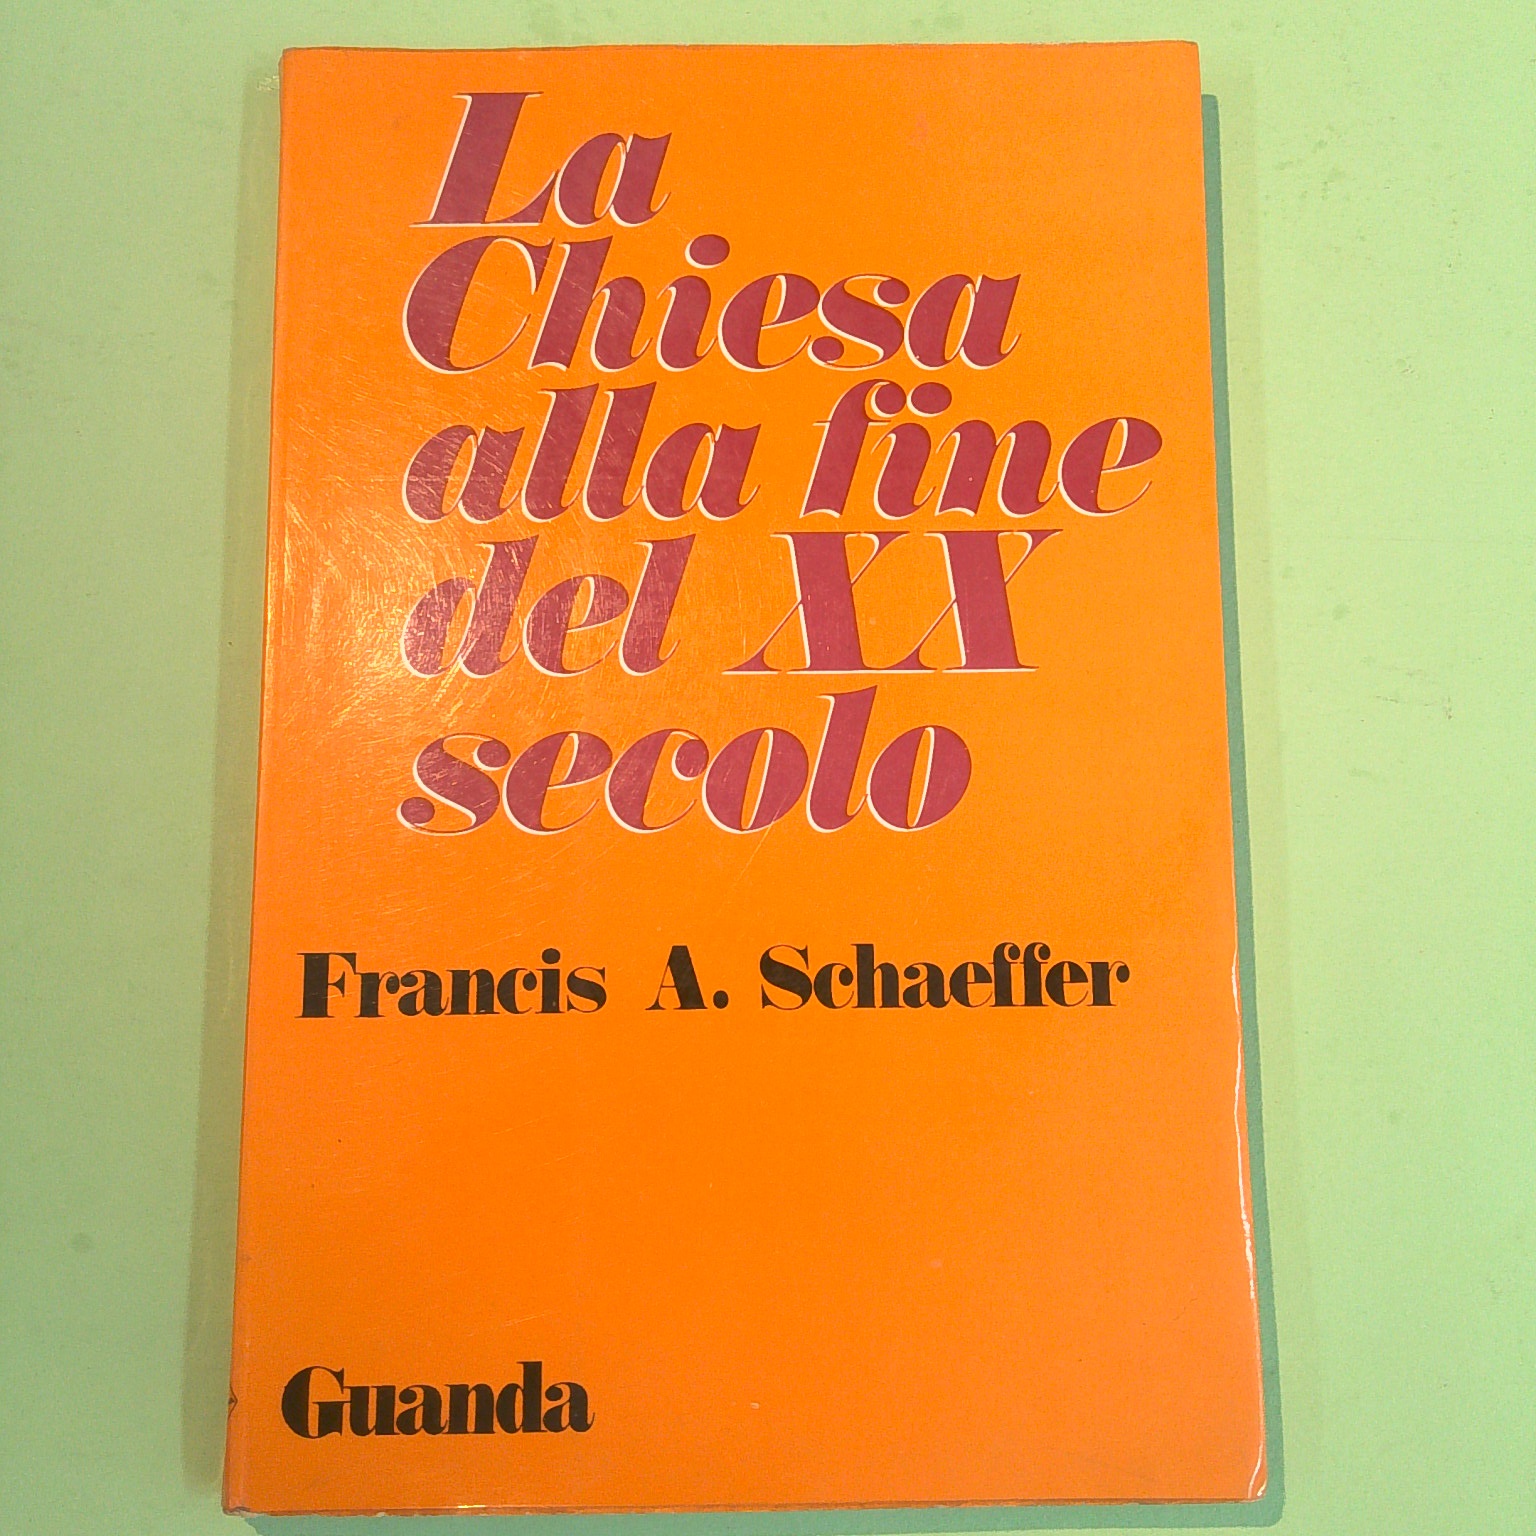 La
Chiesa
alla fine
del XX
secolo
Francis A. Schaeffer
Guanda